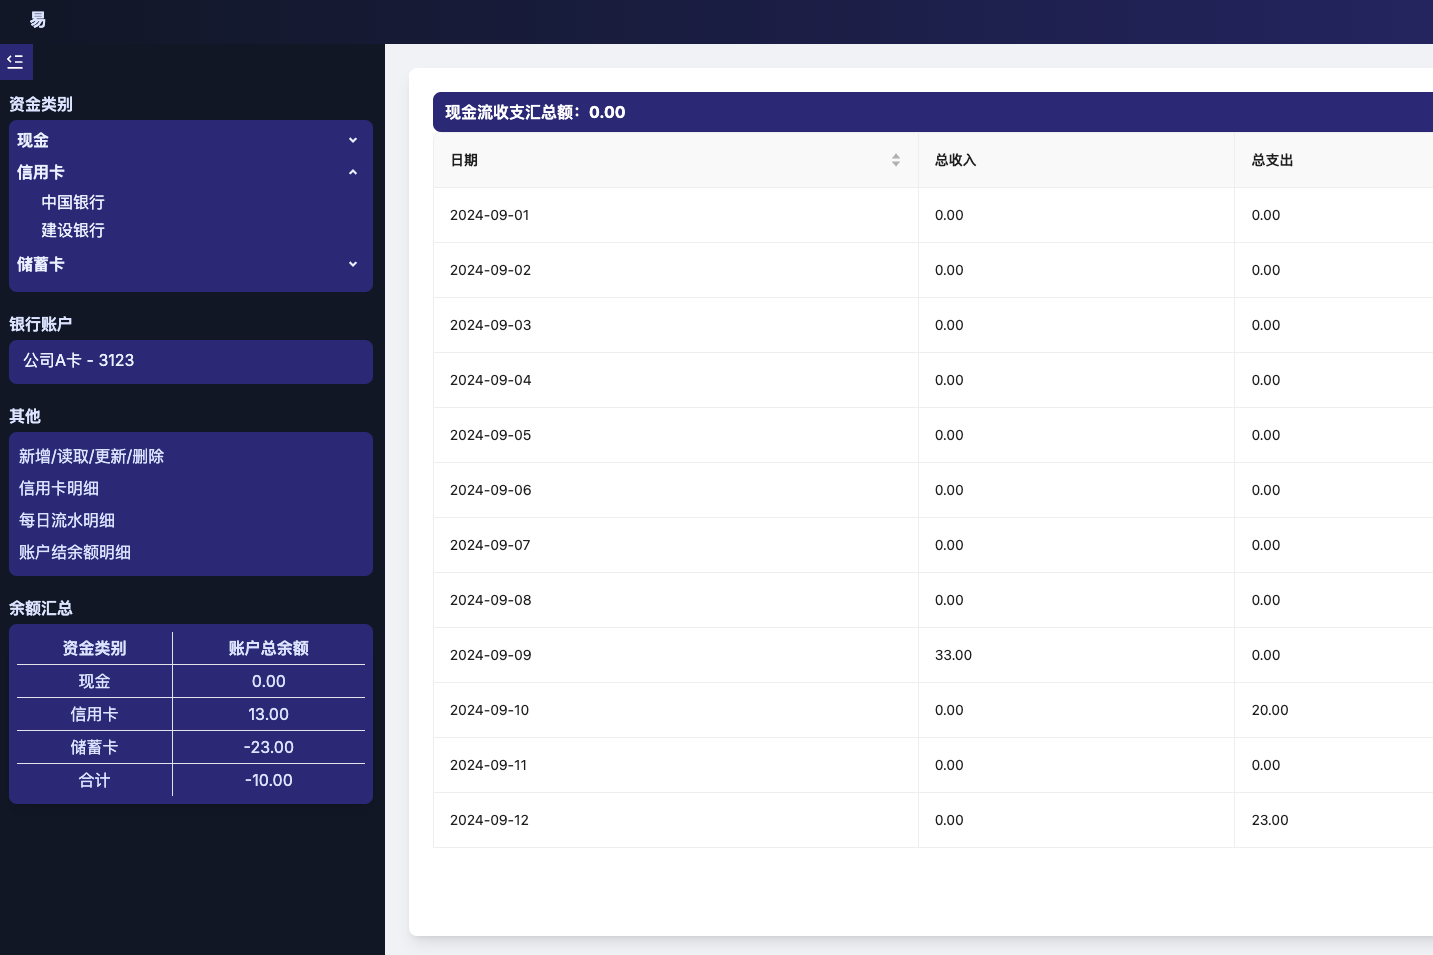 易
资金类别
现金
信用卡
中国银行
建设银行
储蓄卡
银行账户
公司A卡 - 3123
其他
新增/读取/更新/删除
信用卡明细
每日流水明细
账户结余额明细
余额汇总
资金类别 账户总余额
现金 0.00
信用卡 13.00
储蓄卡 -23.00
合计 -10.00
现金流收支汇总额：0.00
日期 总收入 总支出
2024-09-01 0.00 0.00
2024-09-02 0.00 0.00
2024-09-03 0.00 0.00
2024-09-04 0.00 0.00
2024-09-05 0.00 0.00
2024-09-06 0.00 0.00
2024-09-07 0.00 0.00
2024-09-08 0.00 0.00
2024-09-09 33.00 0.00
2024-09-10 0.00 20.00
2024-09-11 0.00 0.00
2024-09-12 0.00 23.00